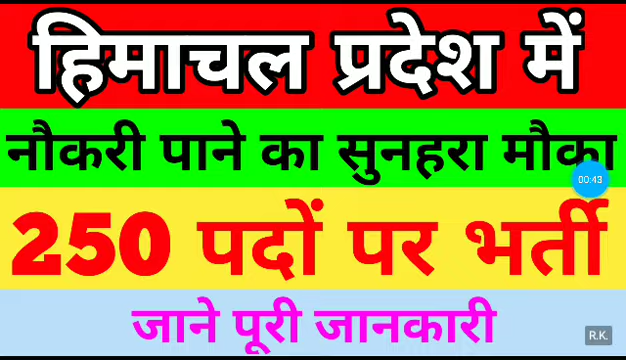 हिमाचल प्रदेश में
नौकरी पाने का सुनहरा मौका
00:43
250 पदों पर भर्ती
जाने पूरी जानकारी
R.K.